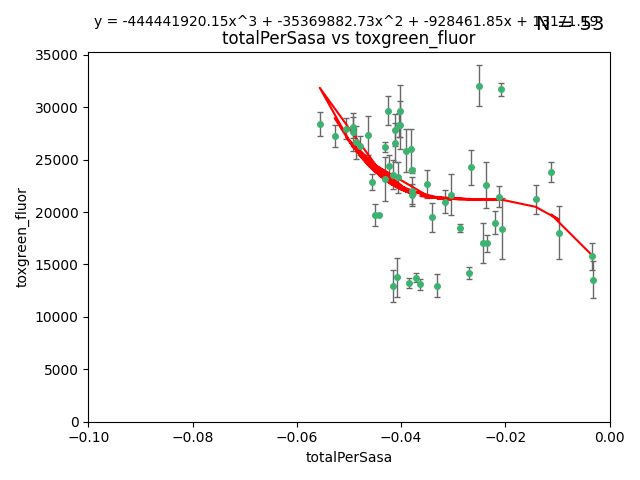 y = -444441920.15x^3 + -35369882.73x^2 + -928461.85x +
N = 53
totalPerSasa vs toxgreen_fluor
35000
30000
25000
20000
15000
10000
5000
0
toxgreen_fluor
−0.10
−0.08
−0.06
−0.04
−0.02
0.00
totalPerSasa